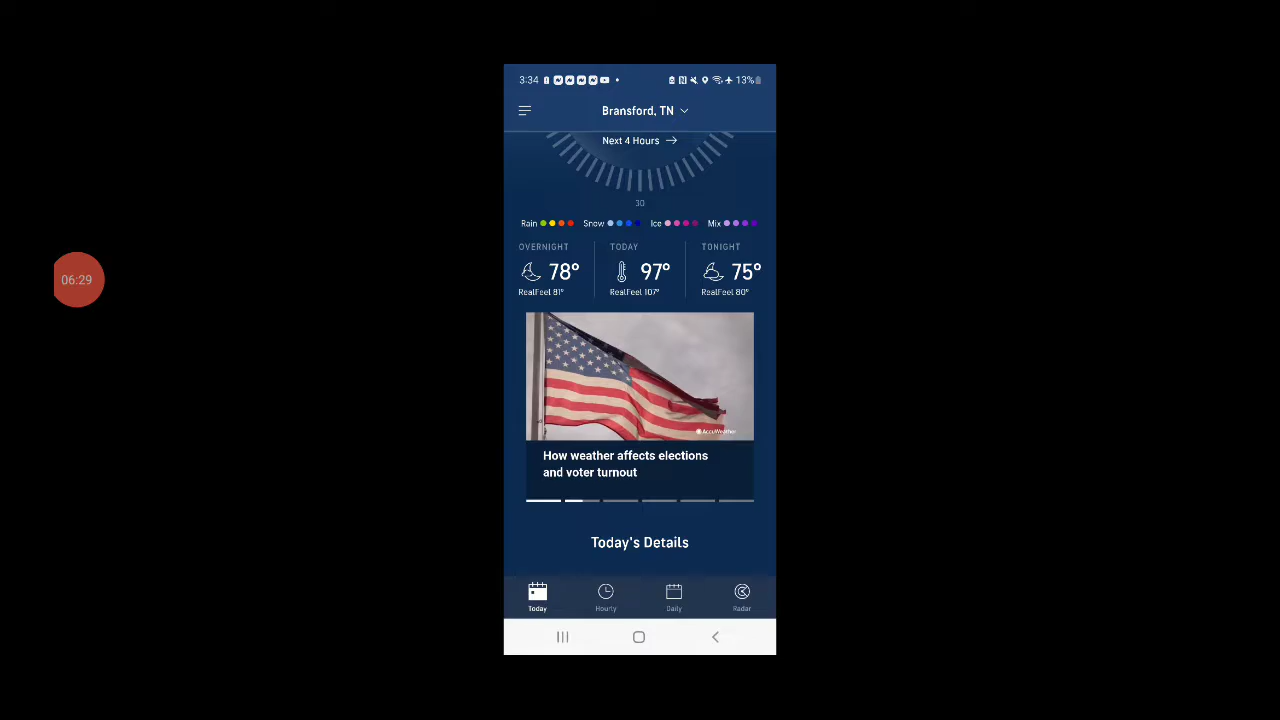 3:34 13%
Bransford, TN
Next 4 Hours
30
Rain Snow Ice Mix
OVERNIGHT TODAY TONIGHT
78° 97° 75°
RealFeel 81° RealFeel 107° RealFeel 80°
06:29
AccuWeather
How weather affects elections
and voter turnout
Today's Details
Today Hourly Daily Radar